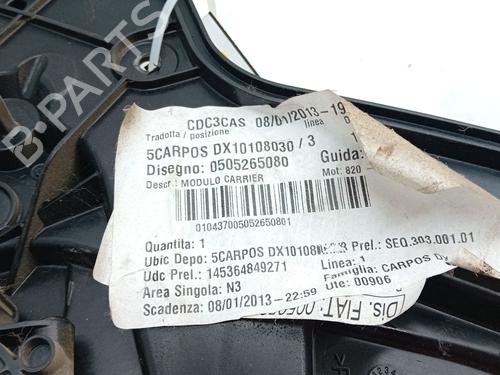 CDC3CAS 08/01/2013-19
Tradotta / posizione linea
5CARPOS DX10108030 / 3 1
Disegno: 0505265080 Guida:
Descr.: MODULO CARRIER Mot: 820
010437005052650801
Quantita: 1
Ubic Depo: 5CARPOS Prel.: SEQ.303.001.01
Udc Prel.: 145364849271 Linea: 1
Area Singola: N3 Famiglia: CARPOS
Scadenza: 08/01/2013-22:59 Ute: 00906
DIS. FIAT: